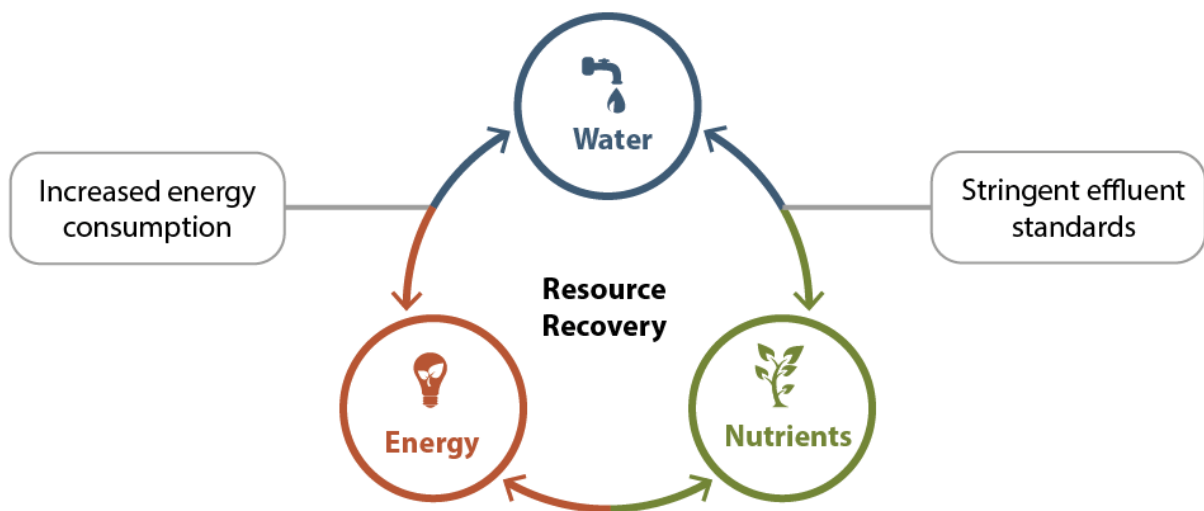 Water
Increased energy
consumption
Stringent effluent
standards
Resource
Recovery
Energy
Nutrients